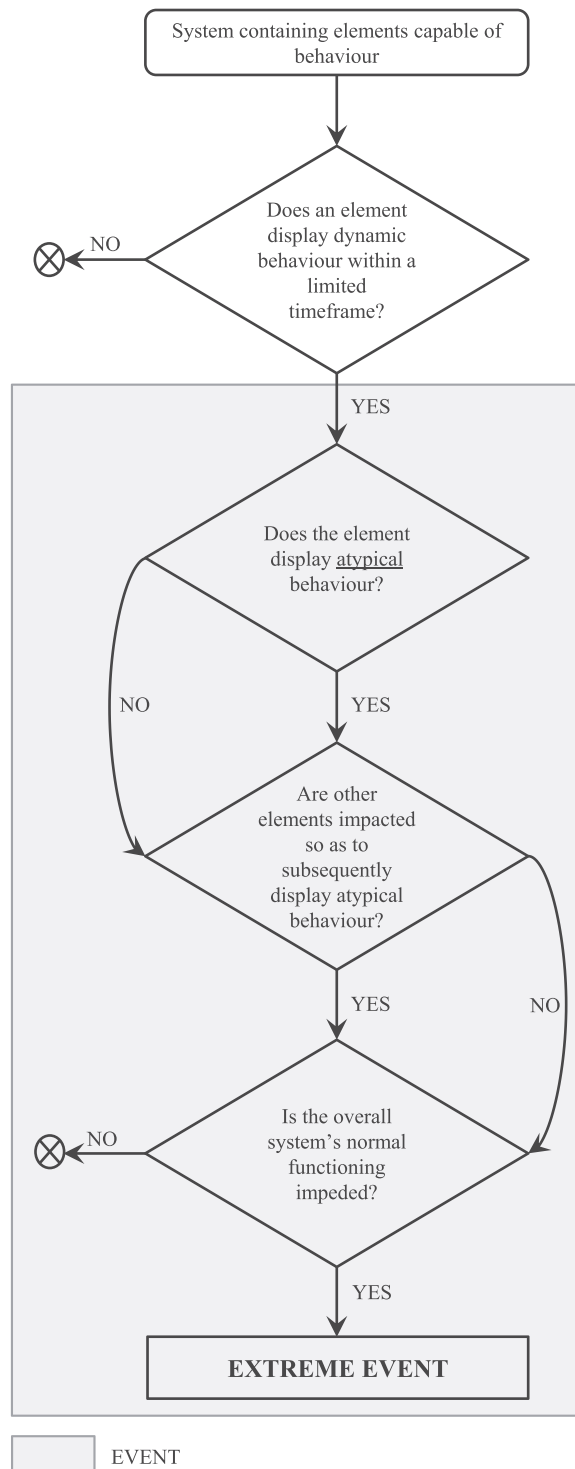 System containing elements capable of
behaviour
Does an element
display dynamic
behaviour within a
limited
timeframe?
NO
YES
Does the element
display atypical
behaviour?
NO
YES
Are other
elements impacted
so as to
subsequently
display atypical
behaviour?
YES
NO
Is the overall
system’s normal
functioning
impeded?
NO
YES
EXTREME EVENT
EVENT